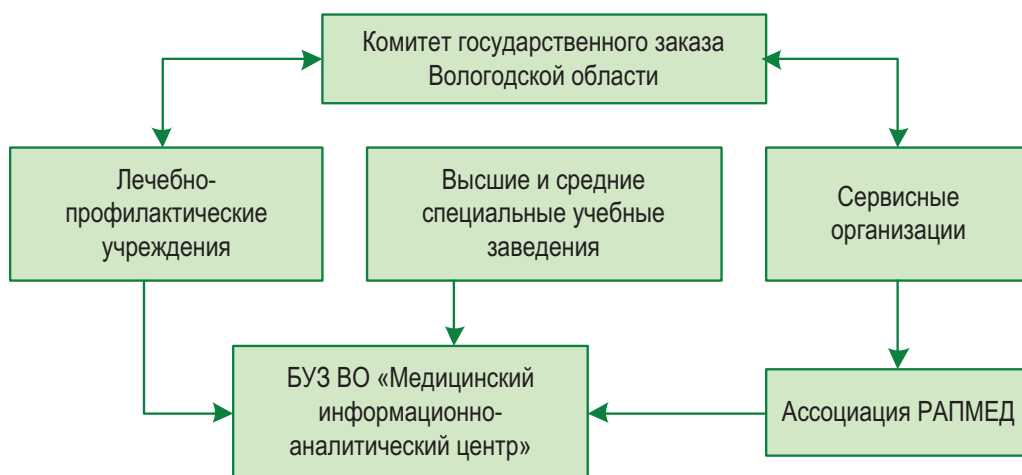 Комитет государственного заказа
Вологодской области
Лечебно-
профилактические
учреждения
Высшие и средние
специальные учебные
заведения
Сервисные
организации
БУЗ ВО «Медицинский
информационно-
аналитический центр»
Ассоциация РАПМЕД